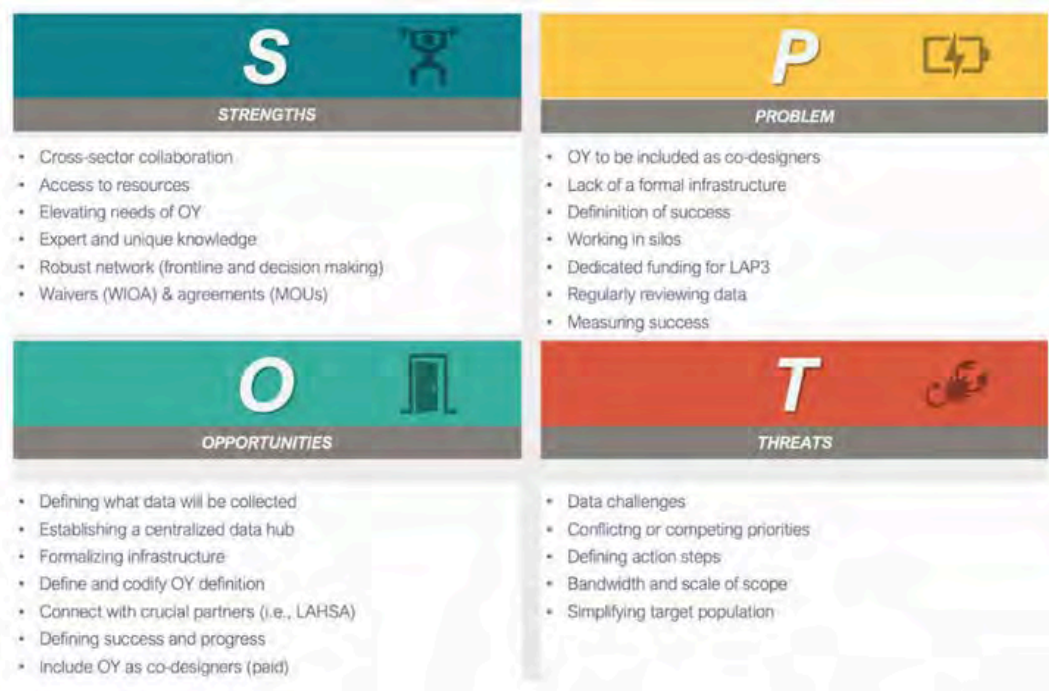 S
STRENGTHS
• Cross-sector collaboration
• Access to resources
• Elevating needs of OY
• Expert and unique knowledge
• Robust network (frontline and decision making)
• Waivers (WIOA) & agreements (MOUs)
P
PROBLEM
• OY to be included as co-designers
• Lack of a formal infrastructure
• Defininition of success
• Working in silos
• Dedicated funding for LAP3
• Regularly reviewing data
• Measuring success
O
OPPORTUNITIES
• Defining what data will be collected
• Establishing a centralized data hub
• Formalizing infrastructure
• Define and codify OY definition
• Connect with crucial partners (i.e., LAHSA)
• Defining success and progress
• Include OY as co-designers (paid)
T
THREATS
• Data challenges
• Conflictng or competing priorities
• Defining action steps
• Bandwidth and scale of scope
• Simplifying target population